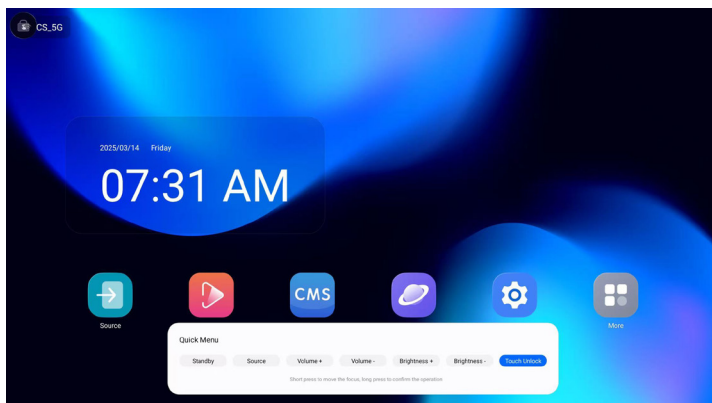 CS_5G
2025/03/14 Friday
07:31 AM
CMS
Source
More
Quick Menu
Standby Source Volume + Volume - Brightness + Brightness - Touch Unlock
Short press to move the focus, long press to confirm the operation